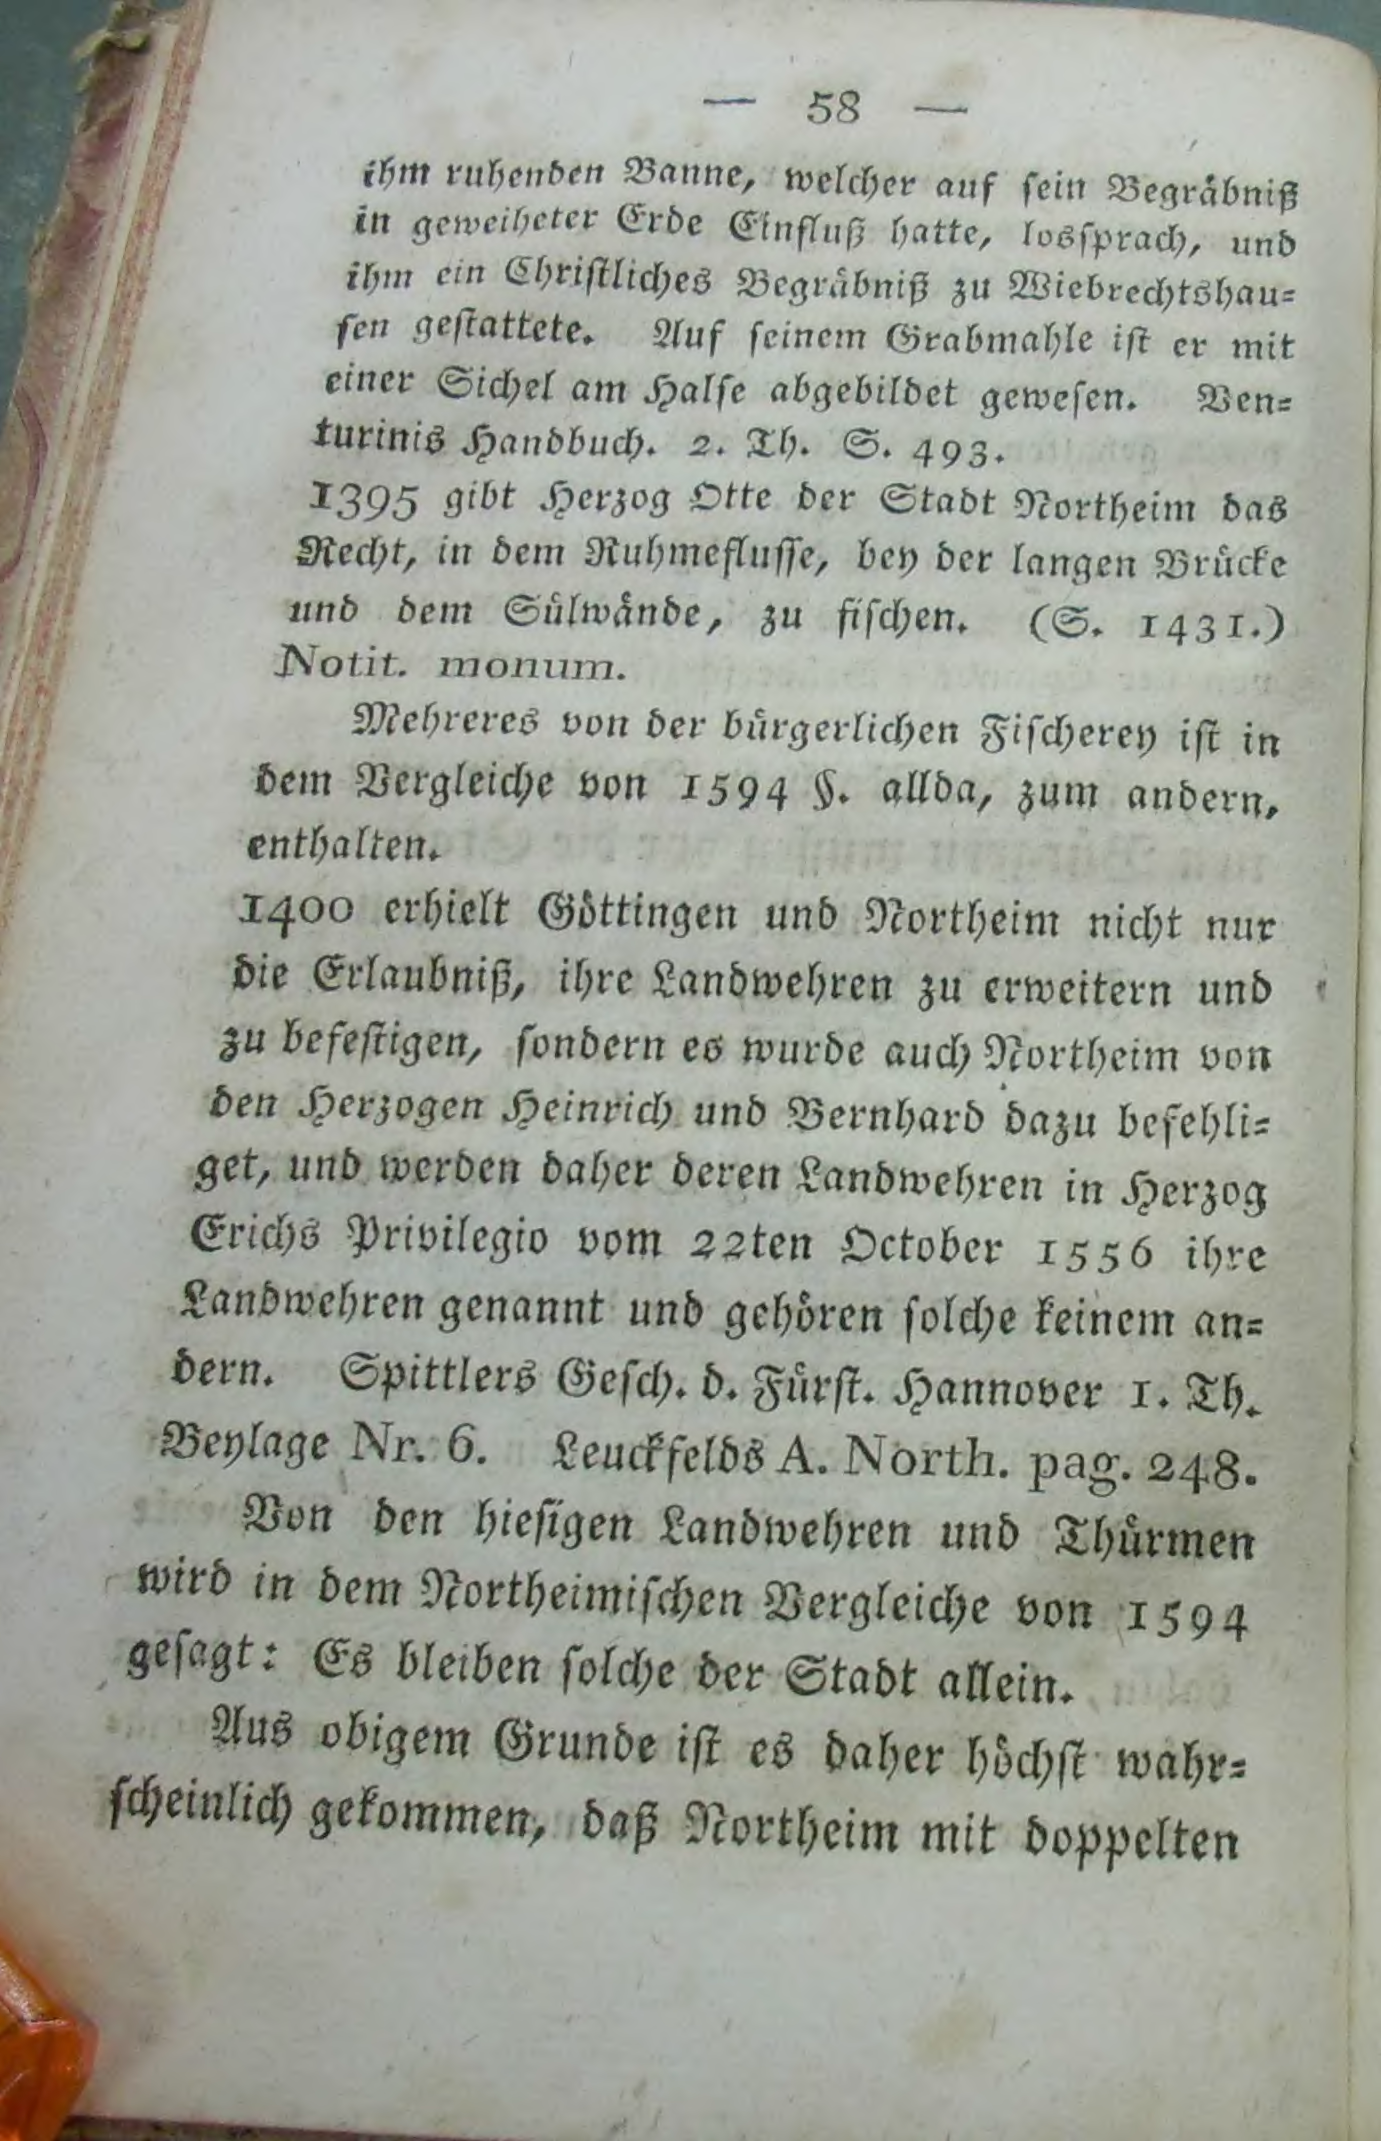 — 58 —
ihm ruhenden Banne, welcher auf sein Begräbniß
in geweiheter Erde Einfluß hatte, lossprach, und
ihm ein Christliches Begräbniß zu Wiebrechtshau=
sen gestattete. Auf seinem Grabmahle ist er mit
einer Sichel am Halse abgebildet gewesen. Ven=
turinis Handbuch. 2. Th. S. 493.
1395 gibt Herzog Otte der Stadt Northeim das
Recht, in dem Ruhmeflusse, bey der langen Brücke
und dem Sülwände, zu fischen. (S. 1431.)
Notit. monum.
Mehreres von der bürgerlichen Fischerey ist in
dem Vergleiche von 1594 §. allda, zum andern,
enthalten.
1400 erhielt Göttingen und Northeim nicht nur
die Erlaubniß, ihre Landwehren zu erweitern und
zu befestigen, sondern es wurde auch Northeim von
den Herzogen Heinrich und Bernhard dazu befehli=
get, und werden daher deren Landwehren in Herzog
Erichs Privilegio vom 22ten October 1556 ihre
Landwehren genannt und gehören solche keinem an=
dern. Spittlers Gesch. d. Fürst. Hannover 1. Th.
Beylage Nr. 6. Leuckfelds A. North. pag. 248.
Von den hiesigen Landwehren und Thürmen
wird in dem Northeimischen Vergleiche von 1594
gesagt: Es bleiben solche der Stadt allein.
Aus obigem Grunde ist es daher höchst wahr=
scheinlich gekommen, daß Northeim mit doppelten